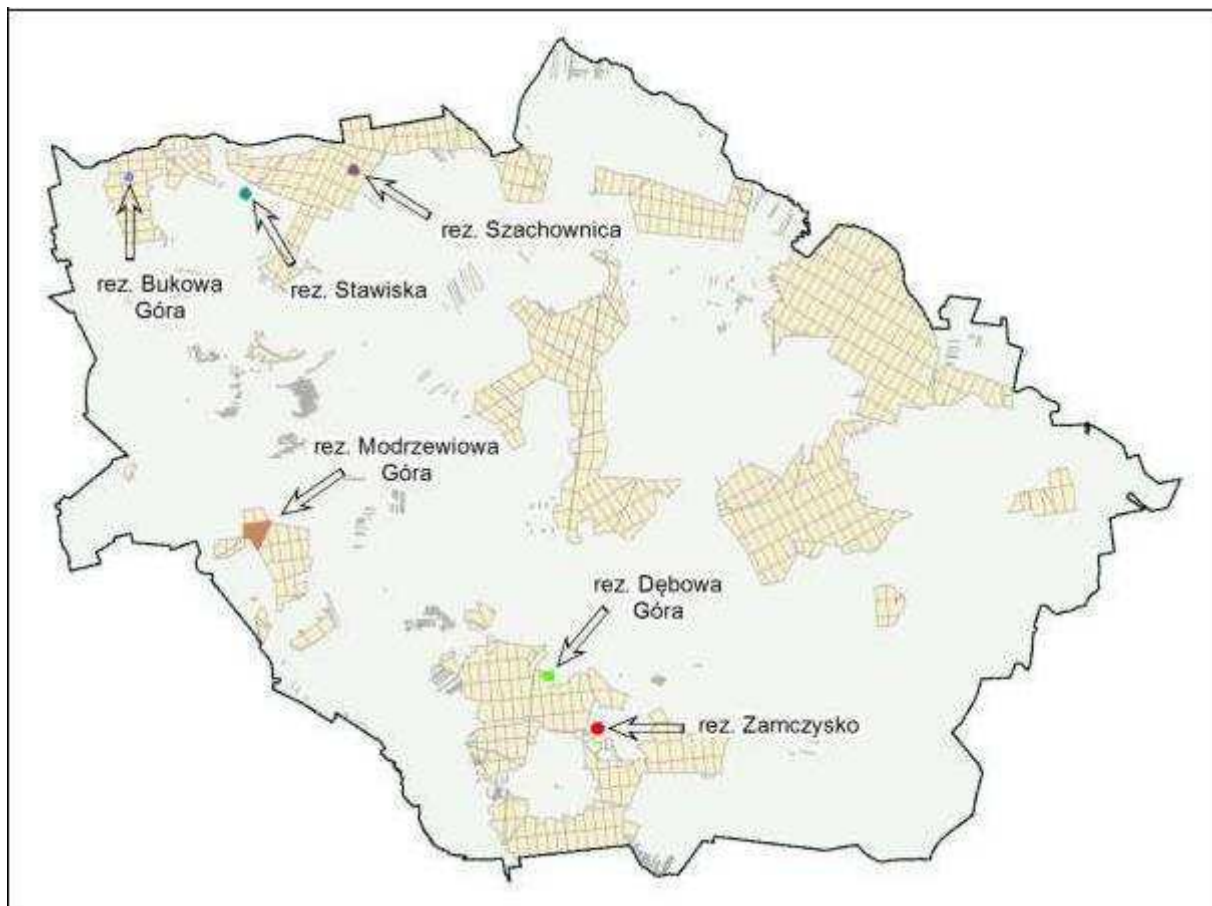 rez. Szachownica
rez. Bukowa
Góra
rez. Stawiska
rez. Modrzewiowa
Góra
rez. Dębowa
Góra
rez. Zamczysko